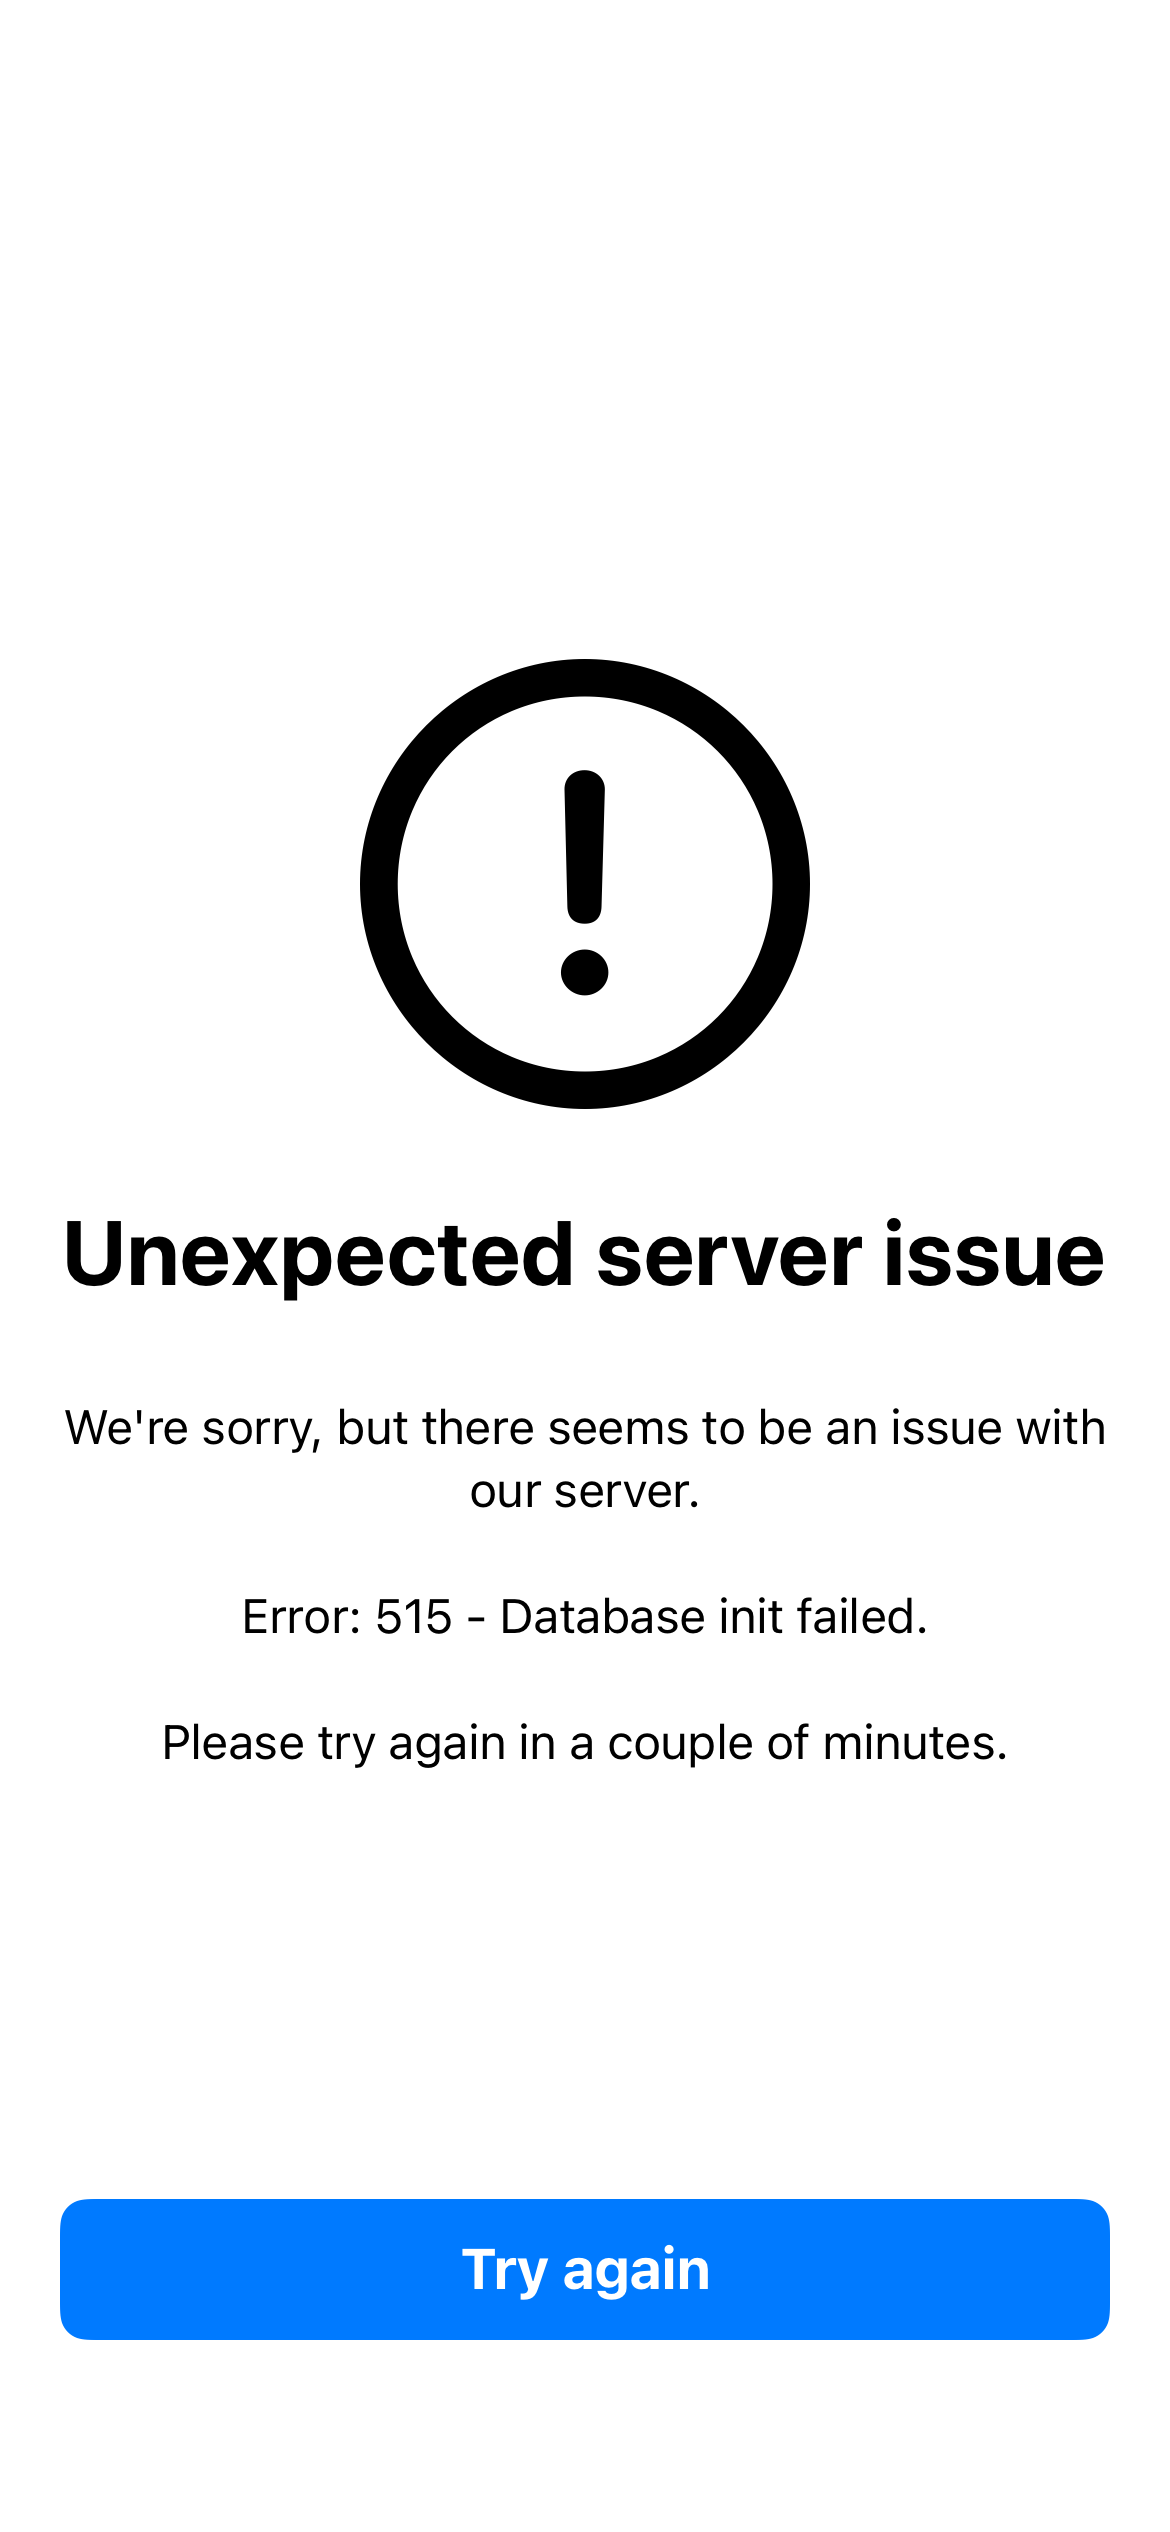 Unexpected server issue
We're sorry, but there seems to be an issue with
our server.
Error: 515 - Database init failed.
Please try again in a couple of minutes.
Try again